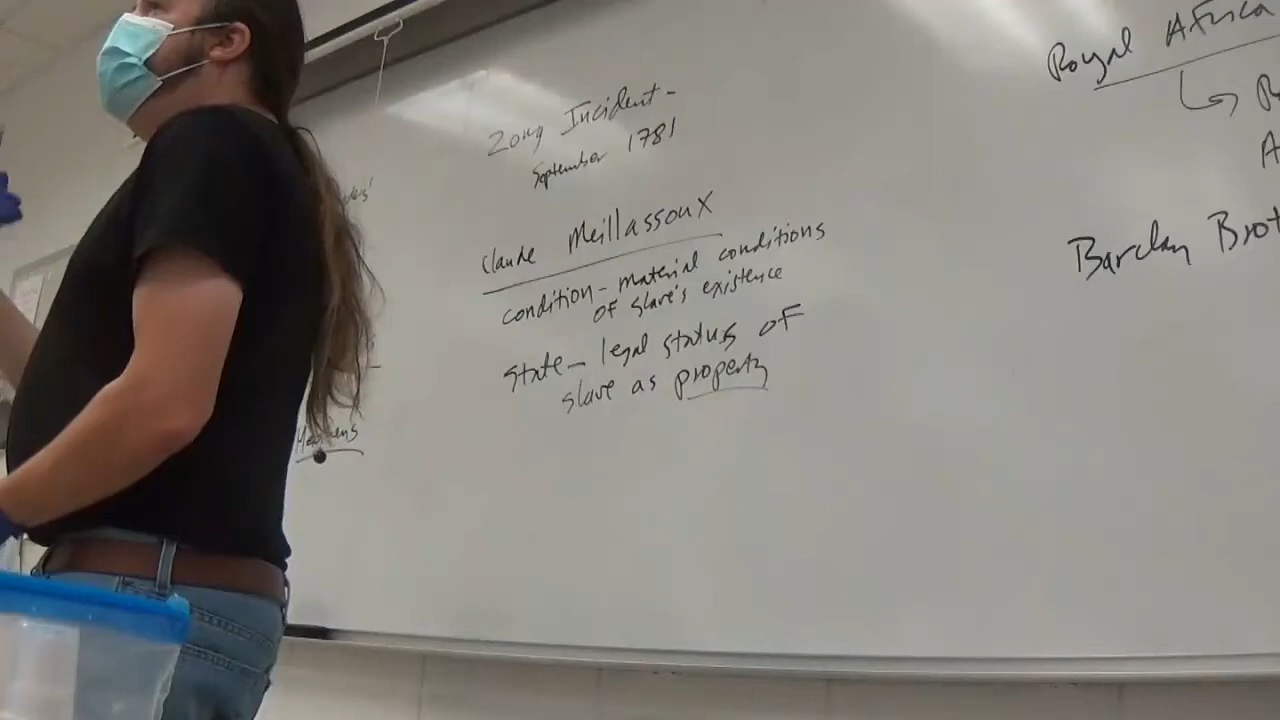 Zong Incident-
September 1781
Claude Meillassoux
condition- material conditions
of slave's existence
state- legal status of
slave as property
Royal Africa
Barclay Brot